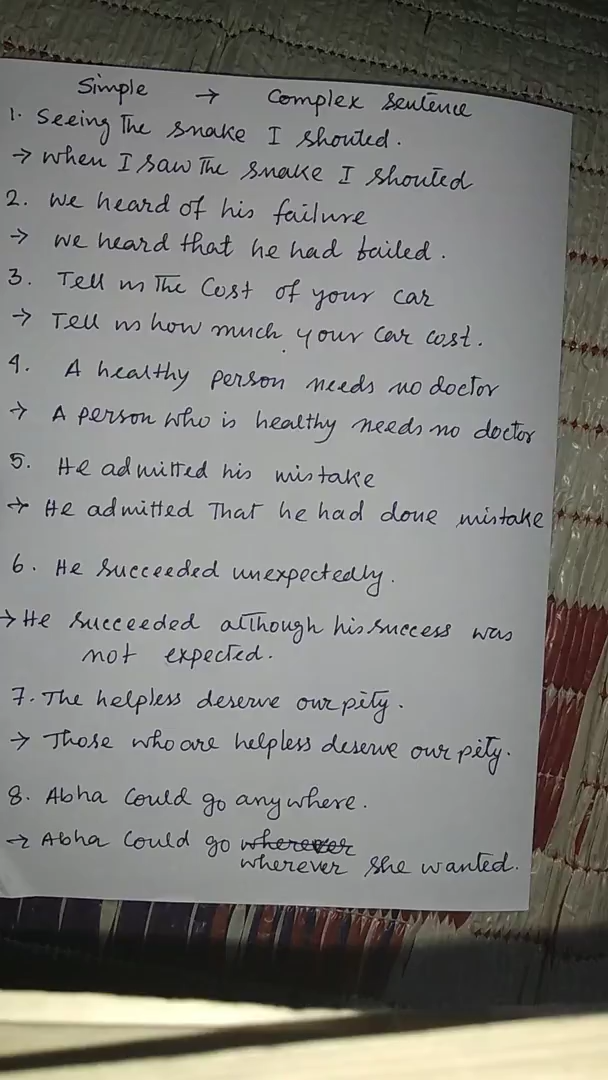 Simple → Complex sentence
1. Seeing The snake I shouted.
→ when I saw The snake I shouted
2. we heard of his failure
→ we heard that he had failed.
3. Tell us The Cost of your car
→ Tell us how much your car cost.
4. A healthy person needs no doctor
→ A person who is healthy needs no doctor
5. He admitted his mistake
→ He admitted That he had done mistake
6. He succeeded unexpectedly.
→ He succeeded although his success was
not expected.
7. The helpless deserve our pity.
→ Those who are helpless deserve our pity.
8. Abha Could go anywhere.
→ Abha Could go wherever
wherever she wanted.